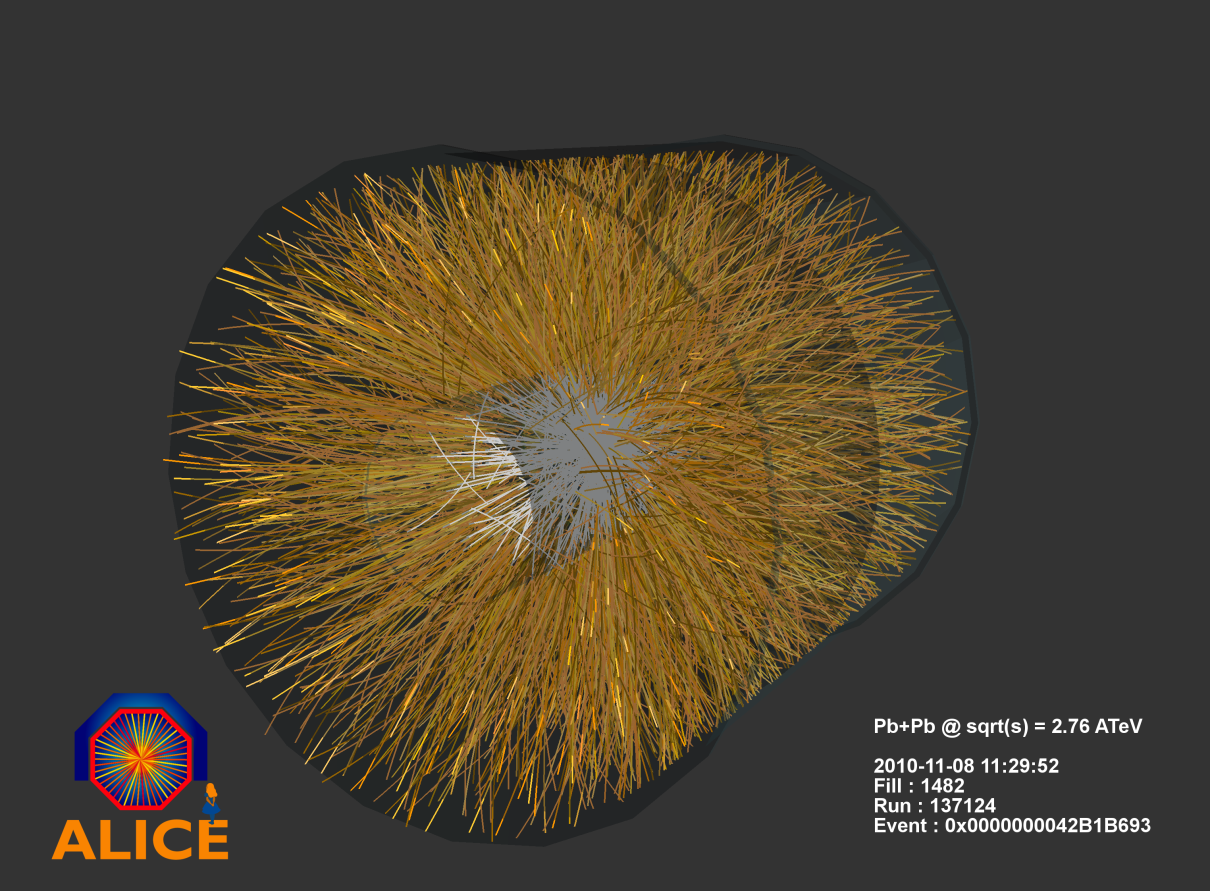 Pb+Pb @ sqrt(s) = 2.76 ATeV
2010-11-08 11:29:52
Fill : 1482
Run : 137124
Event : 0x0000000042B1B693
ALICE